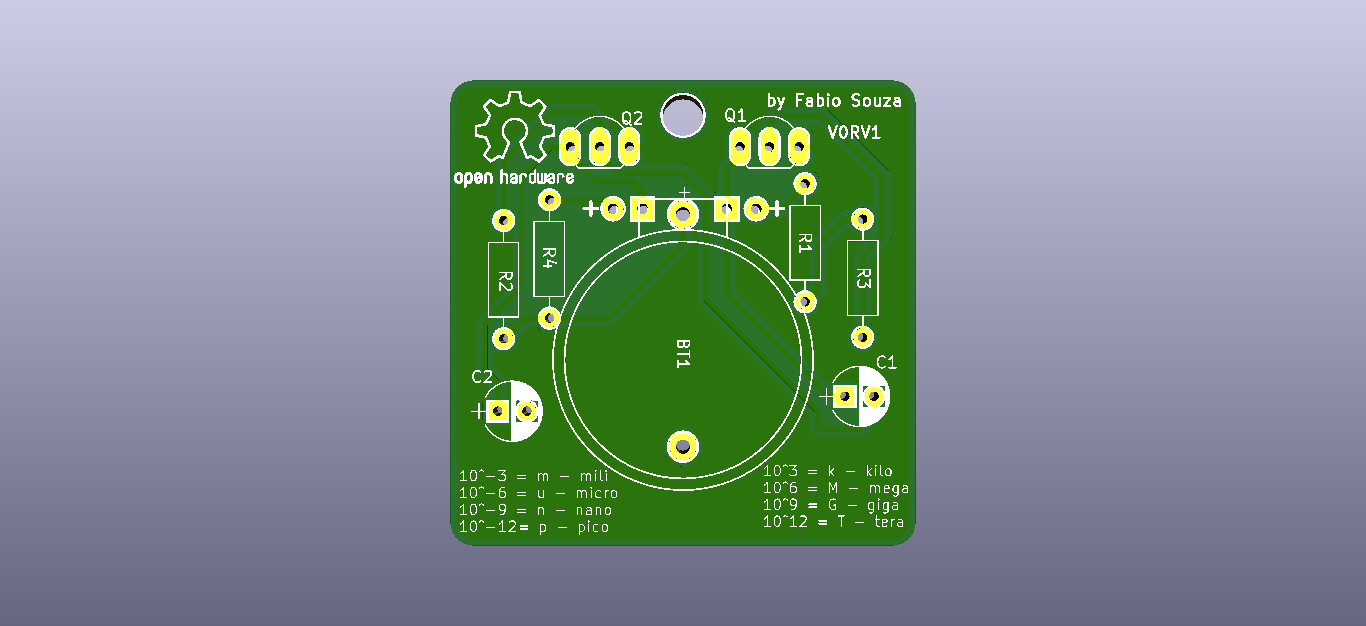 by Fabio Souza
Q2
Q1
V0RV1
open hardware
+
+
+
R4
R1
R2
R3
BT1
C1
C2
+
+
10^-3 = m - mili
10^-6 = u - micro
10^-9 = n - nano
10^-12= p - pico
10^3 = k - kilo
10^6 = M - mega
10^9 = G - giga
10^12 = T - tera